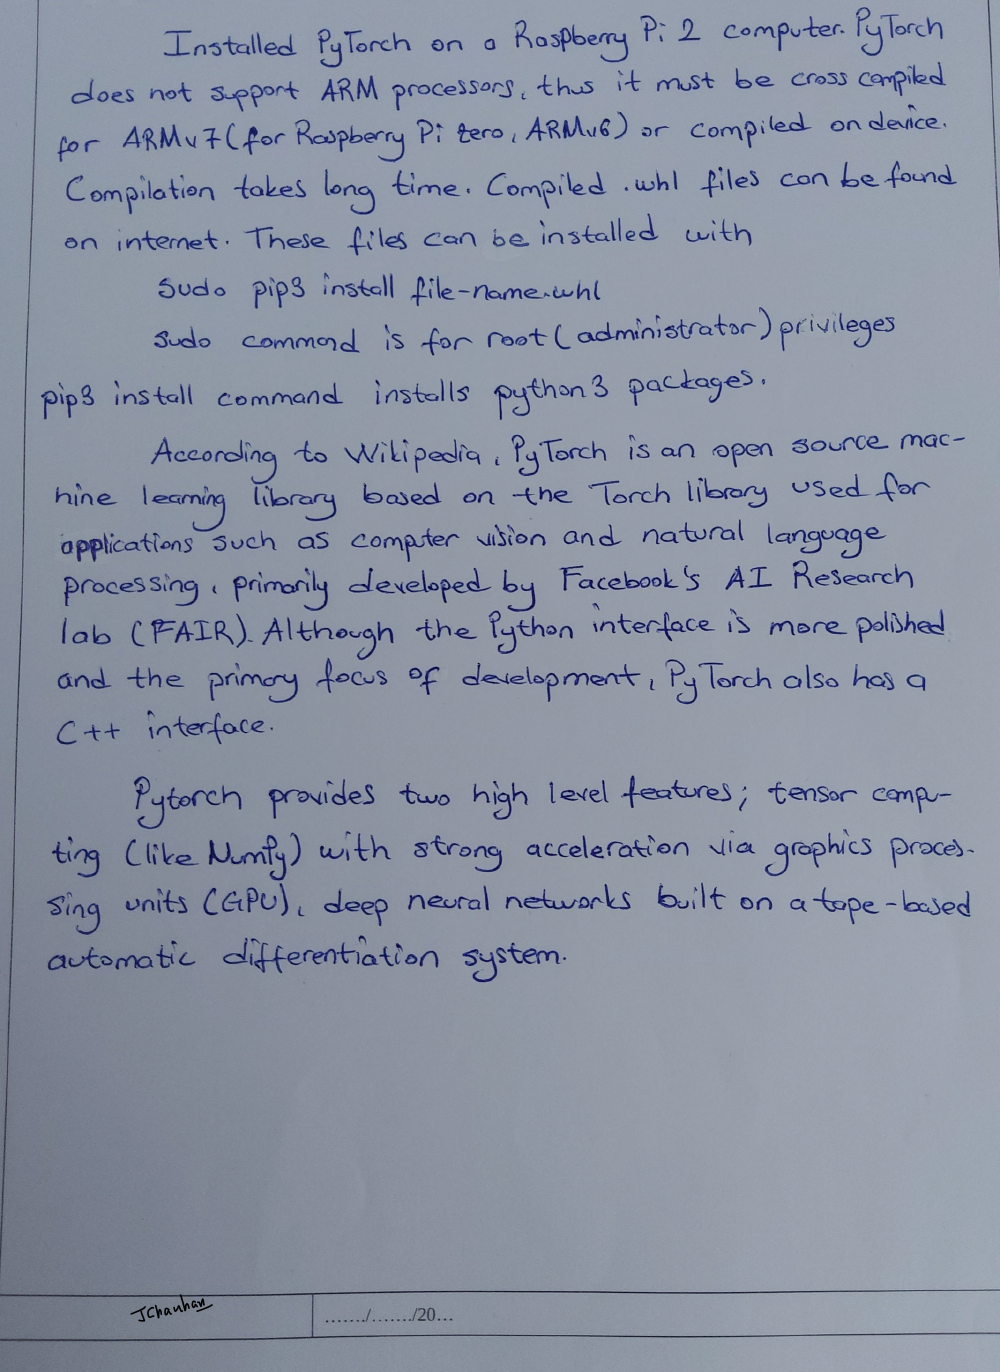 Installed PyTorch on a Raspberry Pi 2 computer. PyTorch
does not support ARM processors, thus it must be cross compiled
for ARMv7 (for Raspberry Pi zero, ARMv6) or compiled on device.
Compilation takes long time. Compiled .whl files can be found
on internet. These files can be installed with
sudo pip3 install file-name.whl
sudo command is for root (administrator) privileges
pip3 install command installs python3 packages.
According to Wikipedia, PyTorch is an open source mac-
hine learning library based on the Torch library used for
applications such as computer vision and natural language
processing, primarily developed by Facebook's AI Research
lab (FAIR). Although the Python interface is more polished
and the primary focus of development, PyTorch also has a
C++ interface.
Pytorch provides two high level features; tensor compu-
ting (like NumPy) with strong acceleration via graphics proces-
sing units (GPU), deep neural networks built on a tape-based
automatic differentiation system.
JChauhan
......./......../20...